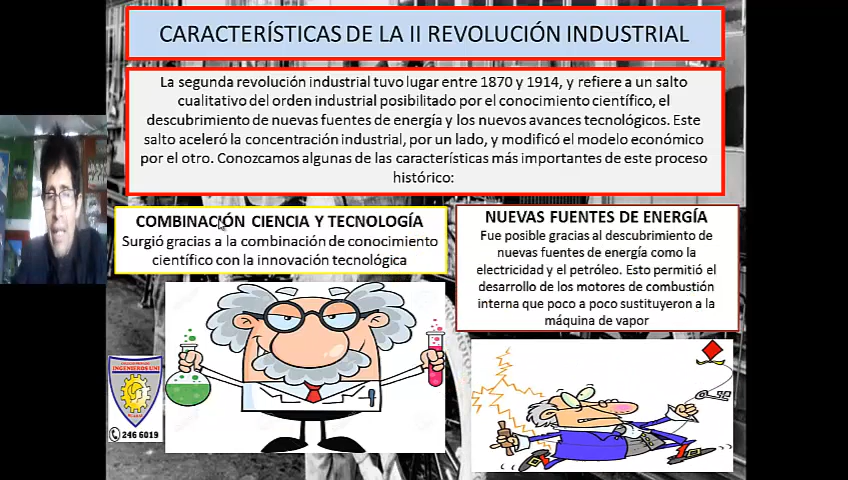 CARACTERÍSTICAS DE LA II REVOLUCIÓN INDUSTRIAL
La segunda revolución industrial tuvo lugar entre 1870 y 1914, y refiere a un salto
cualitativo del orden industrial posibilitado por el conocimiento científico, el
descubrimiento de nuevas fuentes de energía y los nuevos avances tecnológicos. Este
salto aceleró la concentración industrial, por un lado, y modificó el modelo económico
por el otro. Conozcamos algunas de las características más importantes de este proceso
histórico:
COMBINACIÓN CIENCIA Y TECNOLOGÍA
Surgió gracias a la combinación de conocimiento
científico con la innovación tecnológica
NUEVAS FUENTES DE ENERGÍA
Fue posible gracias al descubrimiento de
nuevas fuentes de energía como la
electricidad y el petróleo. Esto permitió el
desarrollo de los motores de combustión
interna que poco a poco sustituyeron a la
máquina de vapor
INGENIEROS UNI
246 6019